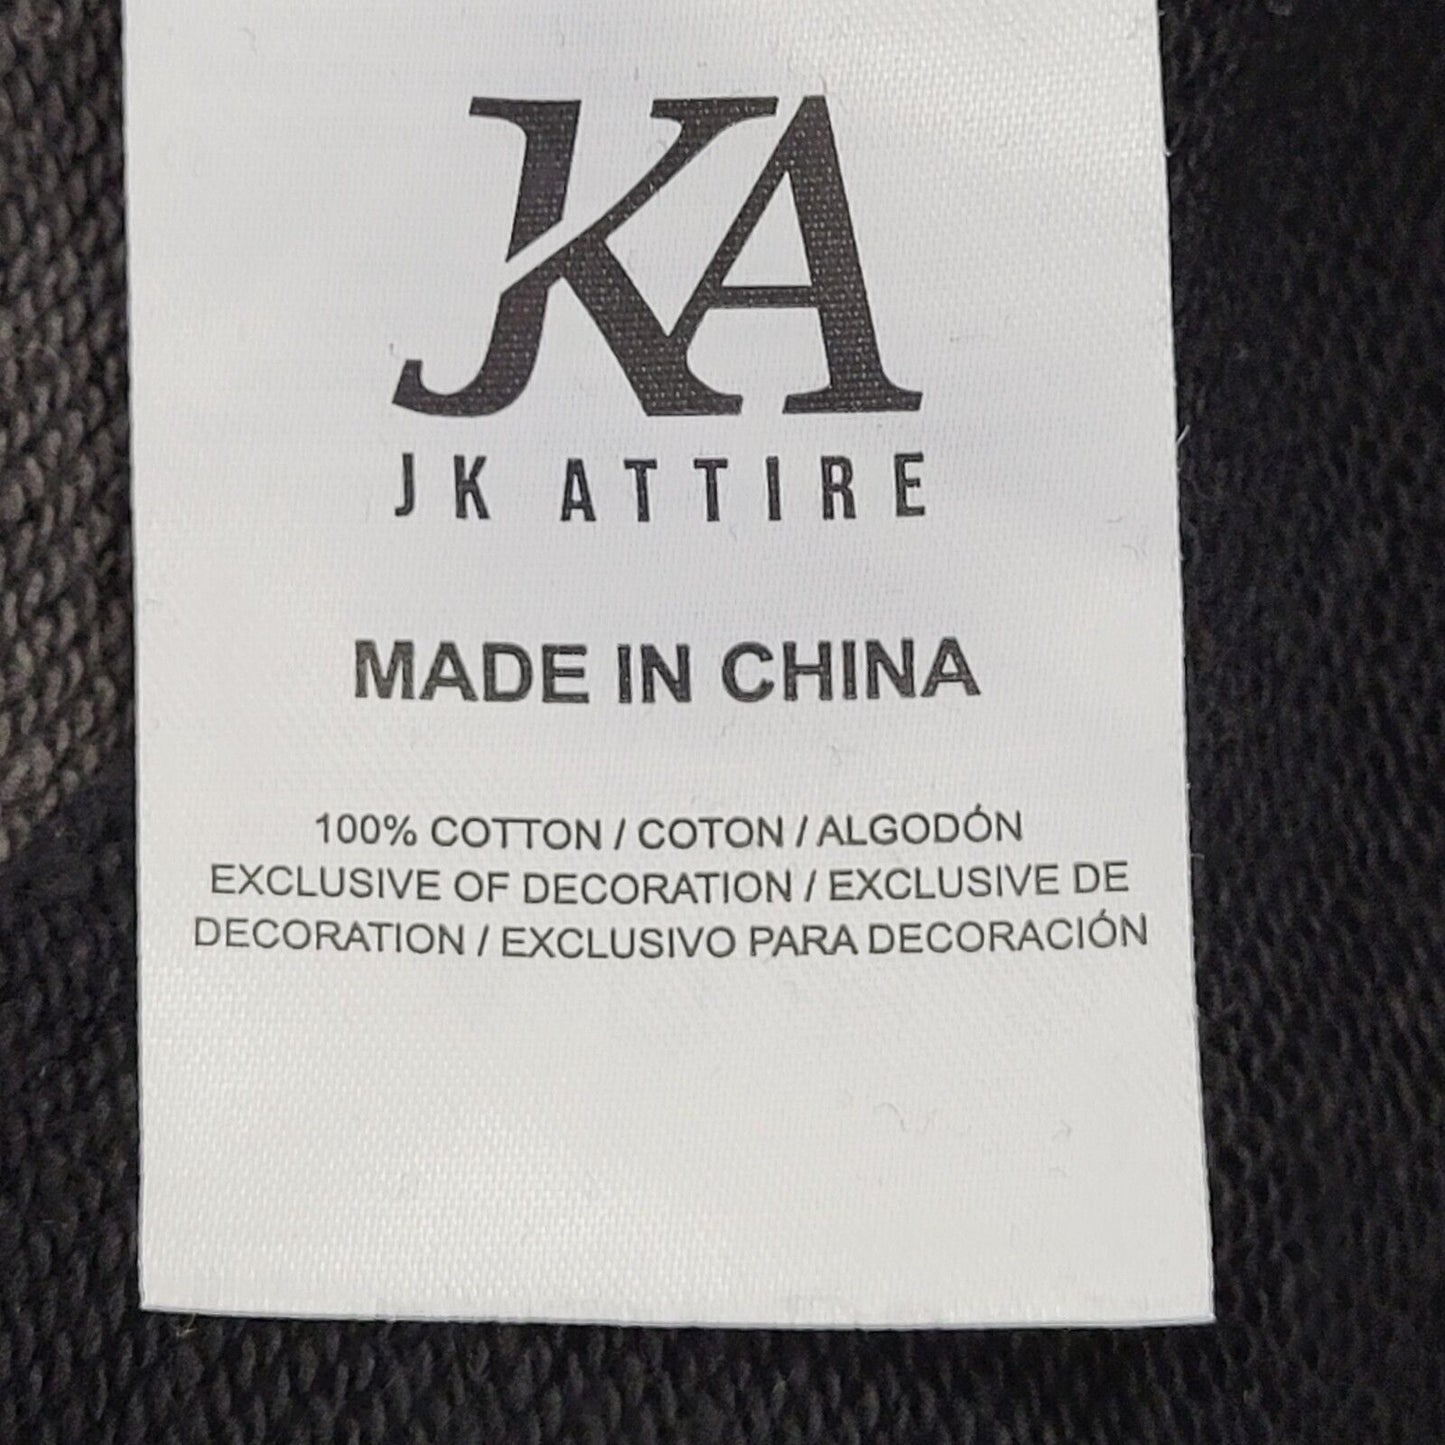 JKA
JK ATTIRE
MADE IN CHINA
100% COTTON / COTON / ALGODÓN
EXCLUSIVE OF DECORATION / EXCLUSIVE DE
DECORATION / EXCLUSIVO PARA DECORACIÓN